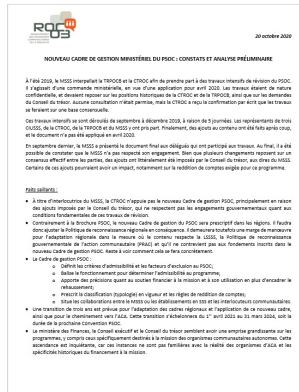 ROC 03
20 octobre 2020
NOUVEAU CADRE DE GESTION MINISTÉRIEL DU PSOC : CONSTATS ET ANALYSE PRÉLIMINAIRE
À l'été 2019, le MSSS interpellait la TRPOCB et la CTROC afin de prendre part à des travaux intensifs de révision du PSOC.
Il s'agissait d'une commande ministérielle, en vue d'une application pour avril 2020. Les travaux étaient de nature
confidentielle, et devaient reposer sur les positions historiques de la CTROC et de la TRPOCB, ainsi que sur les demandes
du Conseil du trésor. Aucune consultation n'était permise, mais la CTROC a reçu la confirmation par écrit que les travaux
se feraient sur une base consensuelle.
Ces travaux intensifs se sont déroulés de septembre à décembre 2019, à raison de 5 journées. Les représentants de trois
CIUSSS, de la CTROC, de la TRPOCB et du MSSS y ont pris part. Finalement, des ajouts au contenu ont été faits après coup,
et le document n'a pas été appliqué en avril 2020.
En septembre dernier, le MSSS a présenté le document final aux délégués qui ont participé aux travaux. Au final, il a été
possible de constater que le MSSS n'a pas respecté son engagement. Bien que plusieurs changements reposent sur un
consensus effectif entre les parties, des ajouts ont littéralement été imposés par le Conseil du trésor, aux dires du MSSS.
Certains de ces ajouts pourraient avoir un impact, notamment sur la reddition de comptes exigée pour ce programme.
Faits saillants :
• À titre d'interlocutrice du MSSS, la CTROC n'appuie pas le nouveau Cadre de gestion PSOC, principalement en raison
des ajouts imposés par le Conseil du trésor, qui ne respectent pas les engagements gouvernementaux quant aux
conditions fondamentales de ces travaux de révision.
• Contrairement à la Brochure PSOC, le nouveau Cadre de gestion du PSOC sera prescriptif dans les régions. Il faudra
donc ajuster la Politique de reconnaissance régionale en conséquence. Il demeurera toutefois une marge de manœuvre
pour l'adaptation régionale dans la mesure où le contenu respecte la LSSSS, la Politique de reconnaissance
gouvernementale de l'action communautaire (PRAC) et qu'il ne contrevient pas aux fondements inscrits dans le
nouveau Cadre de gestion PSOC. Reste à voir comment cela se fera concrètement.
• Le Cadre de gestion PSOC :
o Définit les critères d'admissibilité et les facteurs d'exclusion au PSOC;
o Balise le fonctionnement pour déterminer l'admissibilité au programme;
o Apporte des précisions quant au soutien financier à la mission et à son utilisation en plus d'encadrer le
rehaussement;
o Prescrit la classification (typologie) en vigueur et les règles de reddition de comptes;
o Situe les collaborations entre le MSSS ou les établissements en SSS et les interlocuteurs communautaires.
• Une transition de trois ans est prévue pour l'adaptation des cadres régionaux et l'application de ce nouveau cadre,
ainsi que pour le cheminement vers l'ACA. Cette transition s'échelonnera du 1er avril 2021 au 31 mars 2024, soit la
durée de la prochaine Convention PSOC.
• Le ministère des Finances, le Conseil exécutif et le Conseil du trésor semblent avoir une emprise grandissante sur les
programmes, y compris ceux spécifiquement destinés à la mission des organismes communautaires autonomes. Cette
ascendance est inquiétante, car ces instances ne sont pas familières avec la réalité des organismes d'ACA et les
spécificités historiques du financement à la mission.